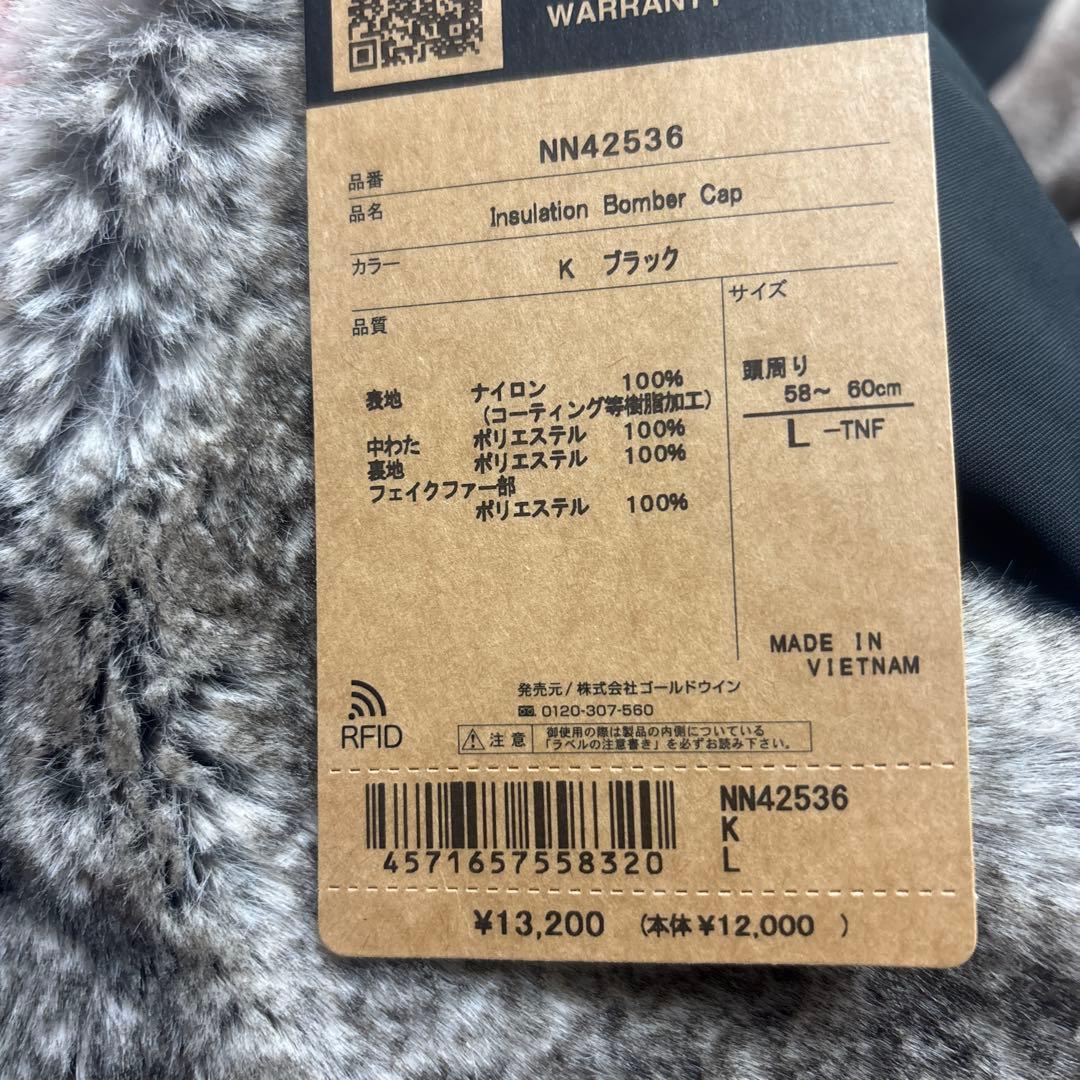 WARRANTY
品番 NN42536
品名 Insulation Bomber Cap
カラー K ブラック
品質
表地 ナイロン 100%
(コーティング等樹脂加工)
中わた ポリエステル 100%
裏地 ポリエステル 100%
フェイクファー部
ポリエステル 100%
サイズ
頭周り
58～ 60cm
L -TNF
MADE IN
VIETNAM
発売元/株式会社ゴールドウイン
0120-307-560
RFID
注意
御使用の際は製品の内側についている
「ラベルの注意書き」を必ずお読み下さい。
4571657558320
NN42536
K
L
¥13,200 (本体¥12,000 )